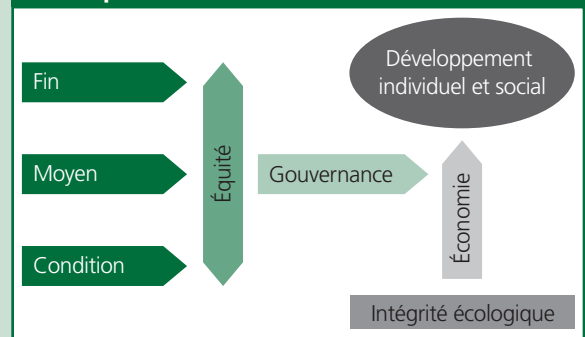 Développement
individuel et social
Fin
Moyen
Équité
Gouvernance
Économie
Condition
Intégrité écologique